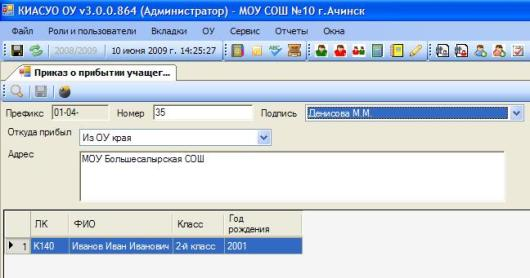 КИАСУО ОУ v3.0.0.864 (Администратор) - МОУ СОШ №10 г.Ачинск
Файл Роли и пользователи Вкладки ОУ Сервис Отчеты Окна
2008/2009 10 июня 2009 г. 14:25:27
Приказ о прибытии учащег...
Префикс 01-04- Номер 35 Подпись Денисова М.М.
Откуда прибыл Из ОУ края
Адрес МОУ Большесалырская СОШ
ЛК ФИО Класс Год рождения
1 К140 Иванов Иван Иванович 2-й класс 2001